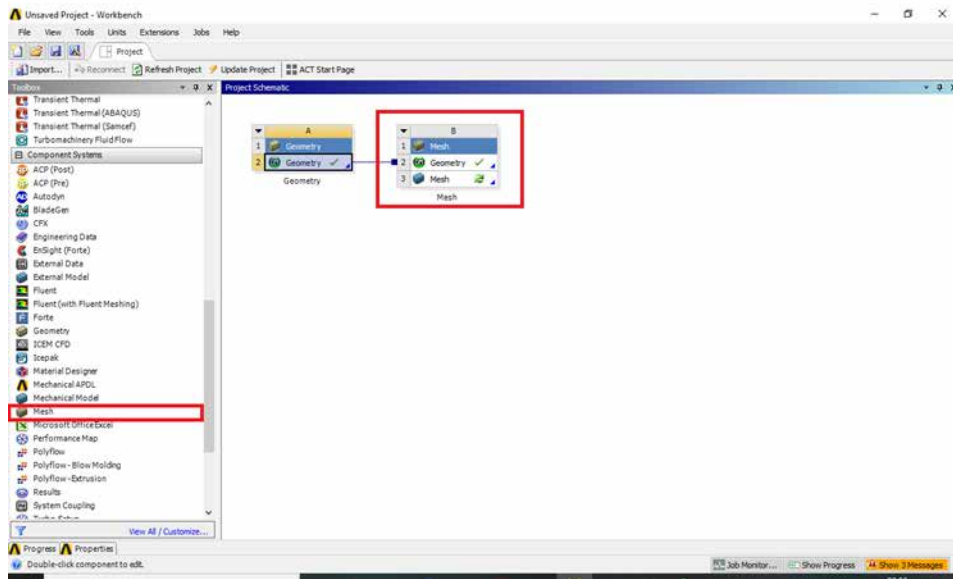 Unsaved Project - Workbench
File View Tools Units Extensions Jobs Help
Project
Import... Reconnect Refresh Project Update Project ACT Start Page
Toolbox
Project Schematic
Transient Thermal
Transient Thermal (ABAQUS)
Transient Thermal (Samcef)
Turbomachinery Fluid Flow
Component Systems
ACP (Post)
ACP (Pre)
Autodyn
BladeGen
CFX
Engineering Data
EnSight (Forte)
External Data
External Model
Fluent
Fluent (with Fluent Meshing)
Forte
Geometry
ICEM CFD
Icepak
Material Designer
Mechanical APDL
Mechanical Model
Mesh
Microsoft Office Excel
Performance Map
Polyflow
Polyflow - Blow Molding
Polyflow - Extrusion
Results
System Coupling
View All / Customize...
A
1 Geometry
2 Geometry
Geometry
B
1 Mesh
2 Geometry
3 Mesh
Mesh
Progress Properties
Double-click component to edit.
Job Monitor... Show Progress Show 3 Messages